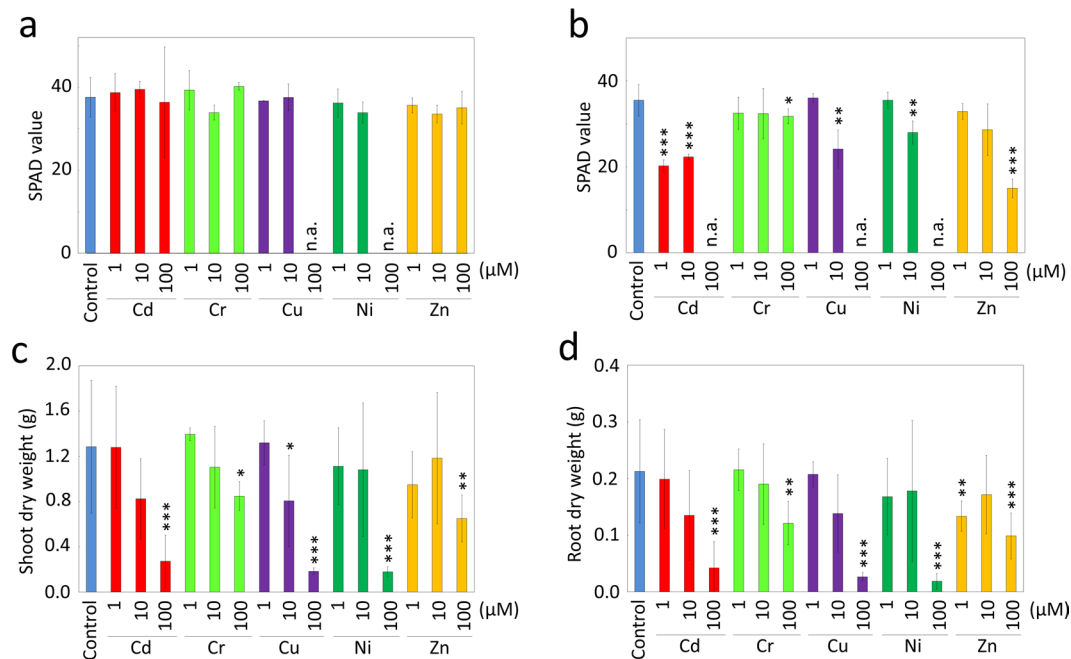 a
SPAD value
40
20
0
n.a.
n.a.
Control 1 10 100 1 10 100 1 10 100 1 10 100 1 10 100 (μM)
Cd Cr Cu Ni Zn
b
SPAD value
40
20
0
*** *** n.a. * ** n.a. ** n.a. ***
Control 1 10 100 1 10 100 1 10 100 1 10 100 1 10 100 (μM)
Cd Cr Cu Ni Zn
c
Shoot dry weight (g)
2.0
1.6
1.2
0.8
0.4
0.0
*** * * *** *** **
Control 1 10 100 1 10 100 1 10 100 1 10 100 1 10 100 (μM)
Cd Cr Cu Ni Zn
d
Root dry weight (g)
0.4
0.3
0.2
0.1
0.0
*** ** *** *** ** ***
Control 1 10 100 1 10 100 1 10 100 1 10 100 1 10 100 (μM)
Cd Cr Cu Ni Zn